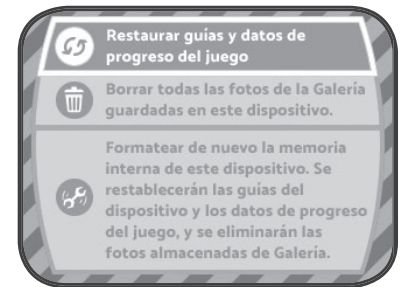 Restaurar guías y datos de
progreso del juego
Borrar todas las fotos de la Galería
guardadas en este dispositivo.
Formatear de nuevo la memoria
interna de este dispositivo. Se
restablecerán las guías del
dispositivo y los datos de progreso
del juego, y se eliminarán las
fotos almacenadas de Galería.